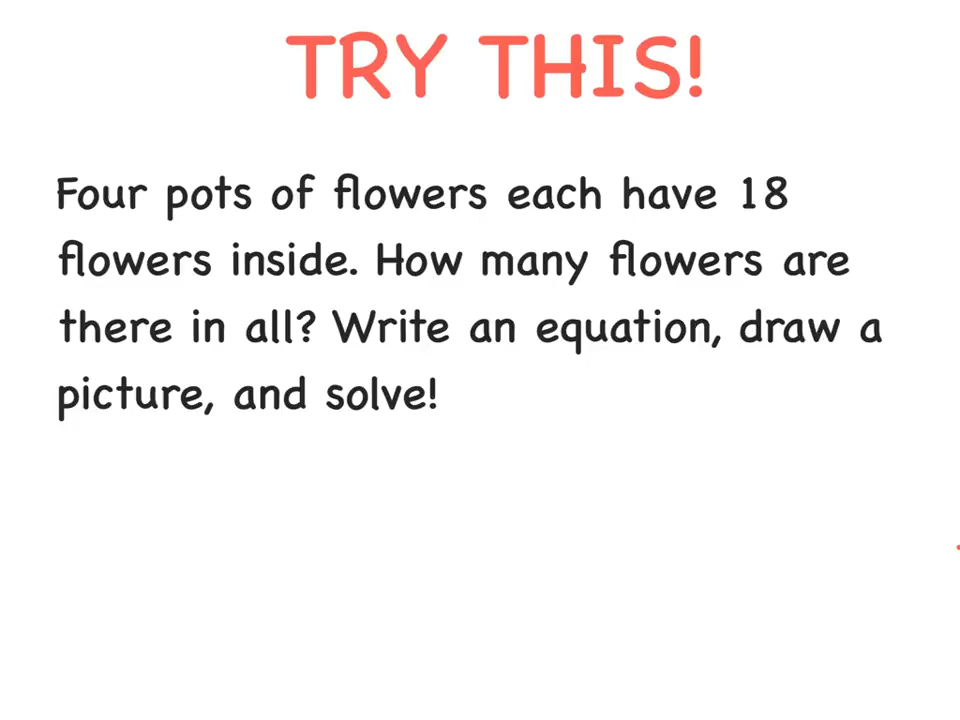 TRY THIS!
Four pots of flowers each have 18
flowers inside. How many flowers are
there in all? Write an equation, draw a
picture, and solve!